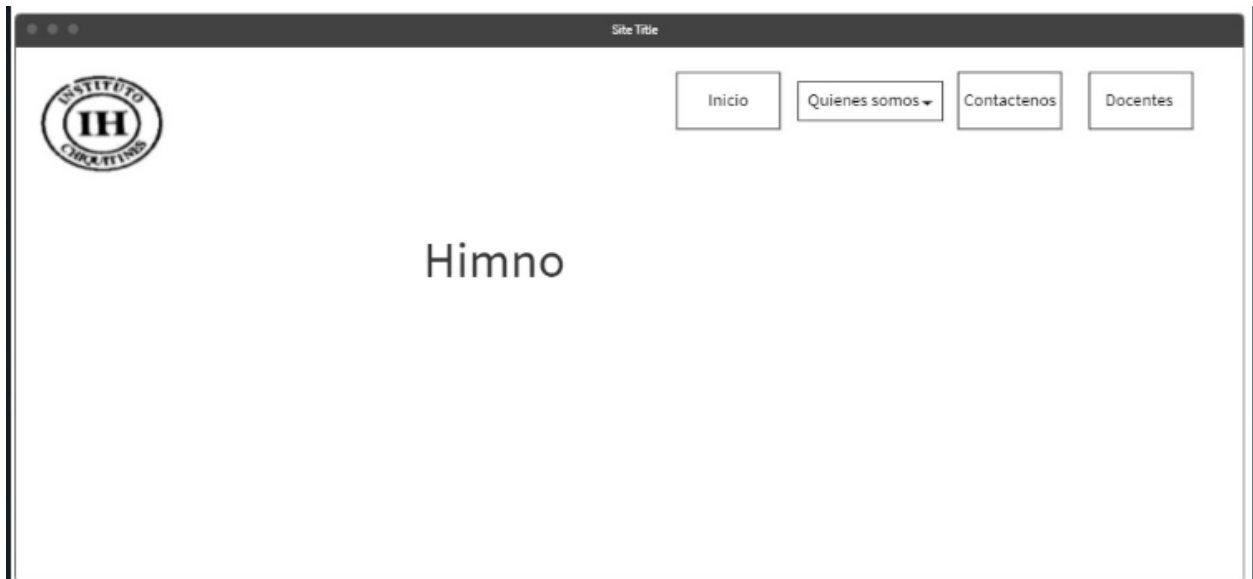 Site Title
INSTITUTO
IH
CHIQUITINES
Inicio
Quienes somos
Contactenos
Docentes
Himno